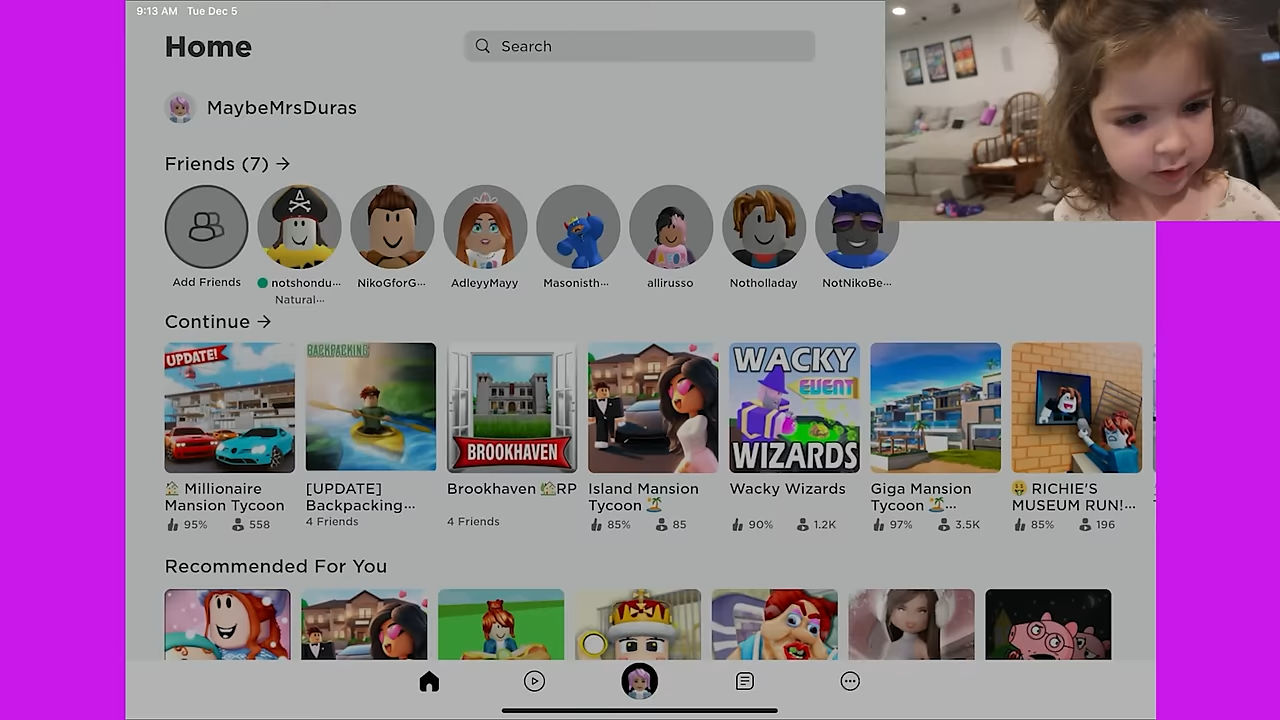 9:13 AM Tue Dec 5
Home
Search
MaybeMrsDuras
Friends (7) →
Add Friends
notshondu...
Natural...
NikoGforG...
AdleyyMayy
Masonisth...
allirusso
Notholladay
NotNikoBe...
Continue →
UPDATE!
BACKPACKING
BROOKHAVEN
WACKY
EVENT
WIZARDS
🏠 Millionaire
Mansion Tycoon
95% 558
[UPDATE]
Backpacking...
4 Friends
Brookhaven 🏡RP
4 Friends
Island Mansion
Tycoon 🏝️
85% 85
Wacky Wizards
90% 1.2K
Giga Mansion
Tycoon 🏝️...
97% 3.5K
🤑 RICHIE'S
MUSEUM RUN!...
85% 196
Recommended For You